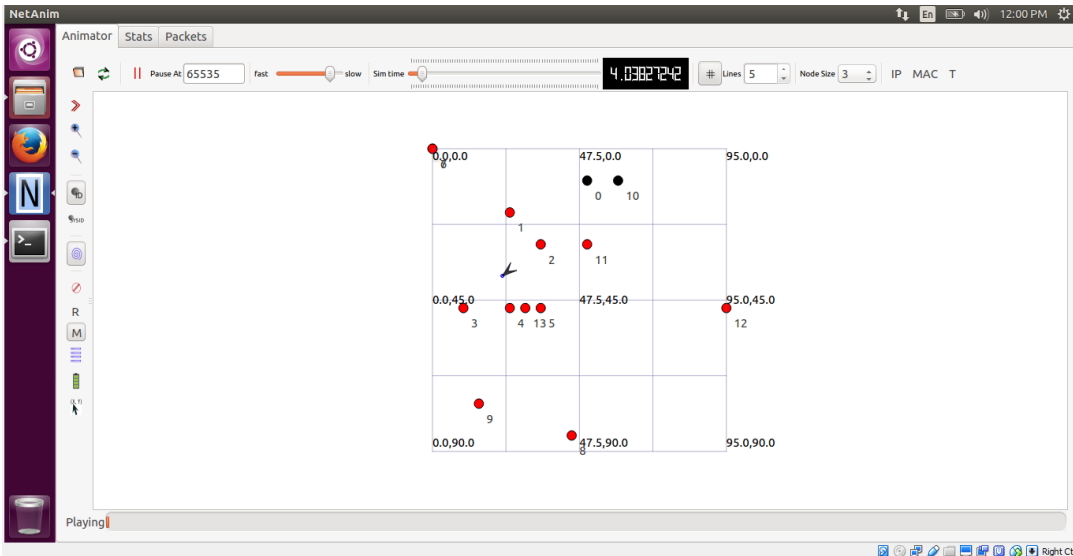 NetAnim
En
12:00 PM
Animator Stats Packets
Pause At 65535 fast slow Sim time 4.03827242 # Lines 5 Node Size 3 IP MAC T
0.0,0.0 47.5,0.0 95.0,0.0
0 10
1
2 11
0.0,45.0 47.5,45.0 95.0,45.0
3 4 13 5 12
9
0.0,90.0 47.5,90.0 95.0,90.0
8
ID
SYSID
R
M
(X,Y)
N
>_
Playing
Right Ct